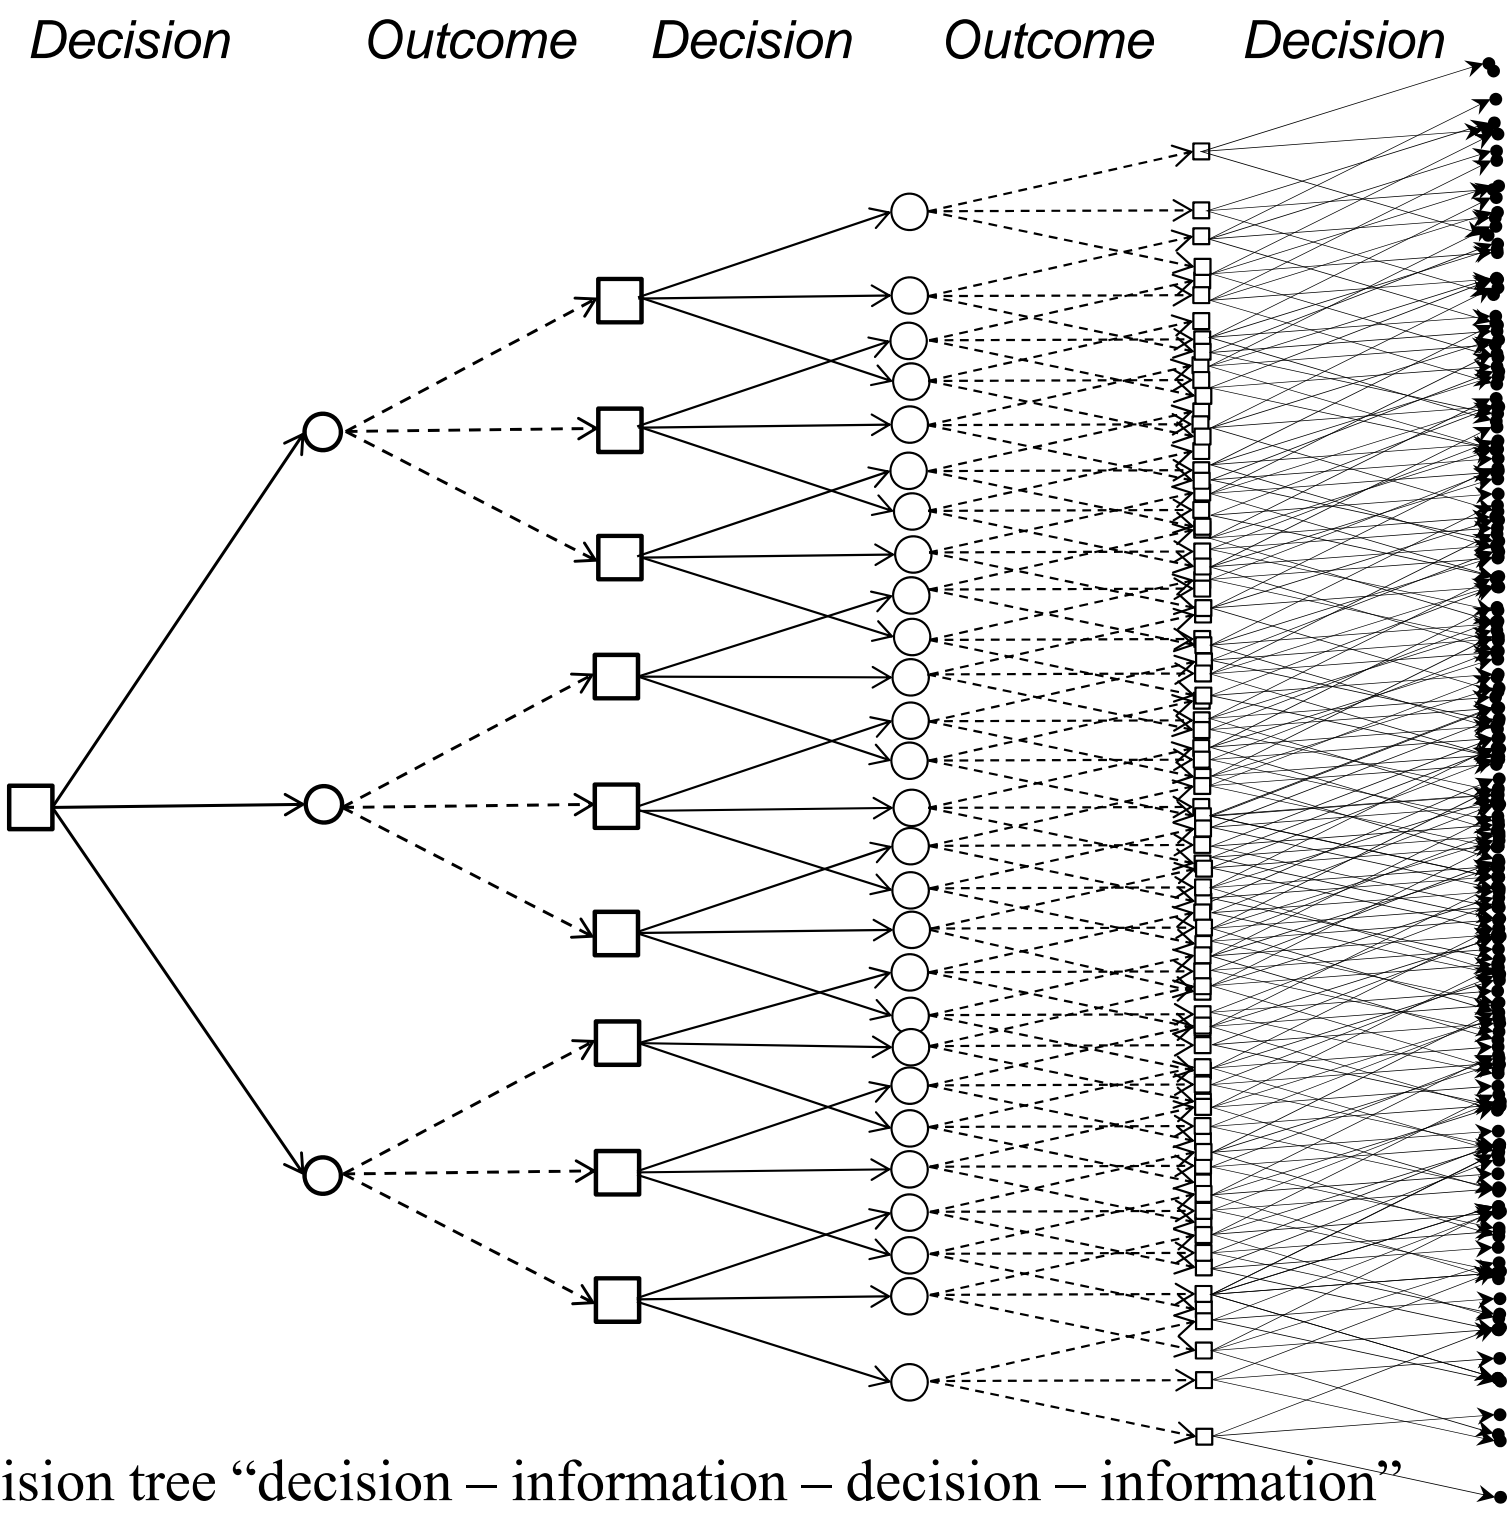 Decision Outcome Decision Outcome Decision
ision tree “decision – information – decision – information”